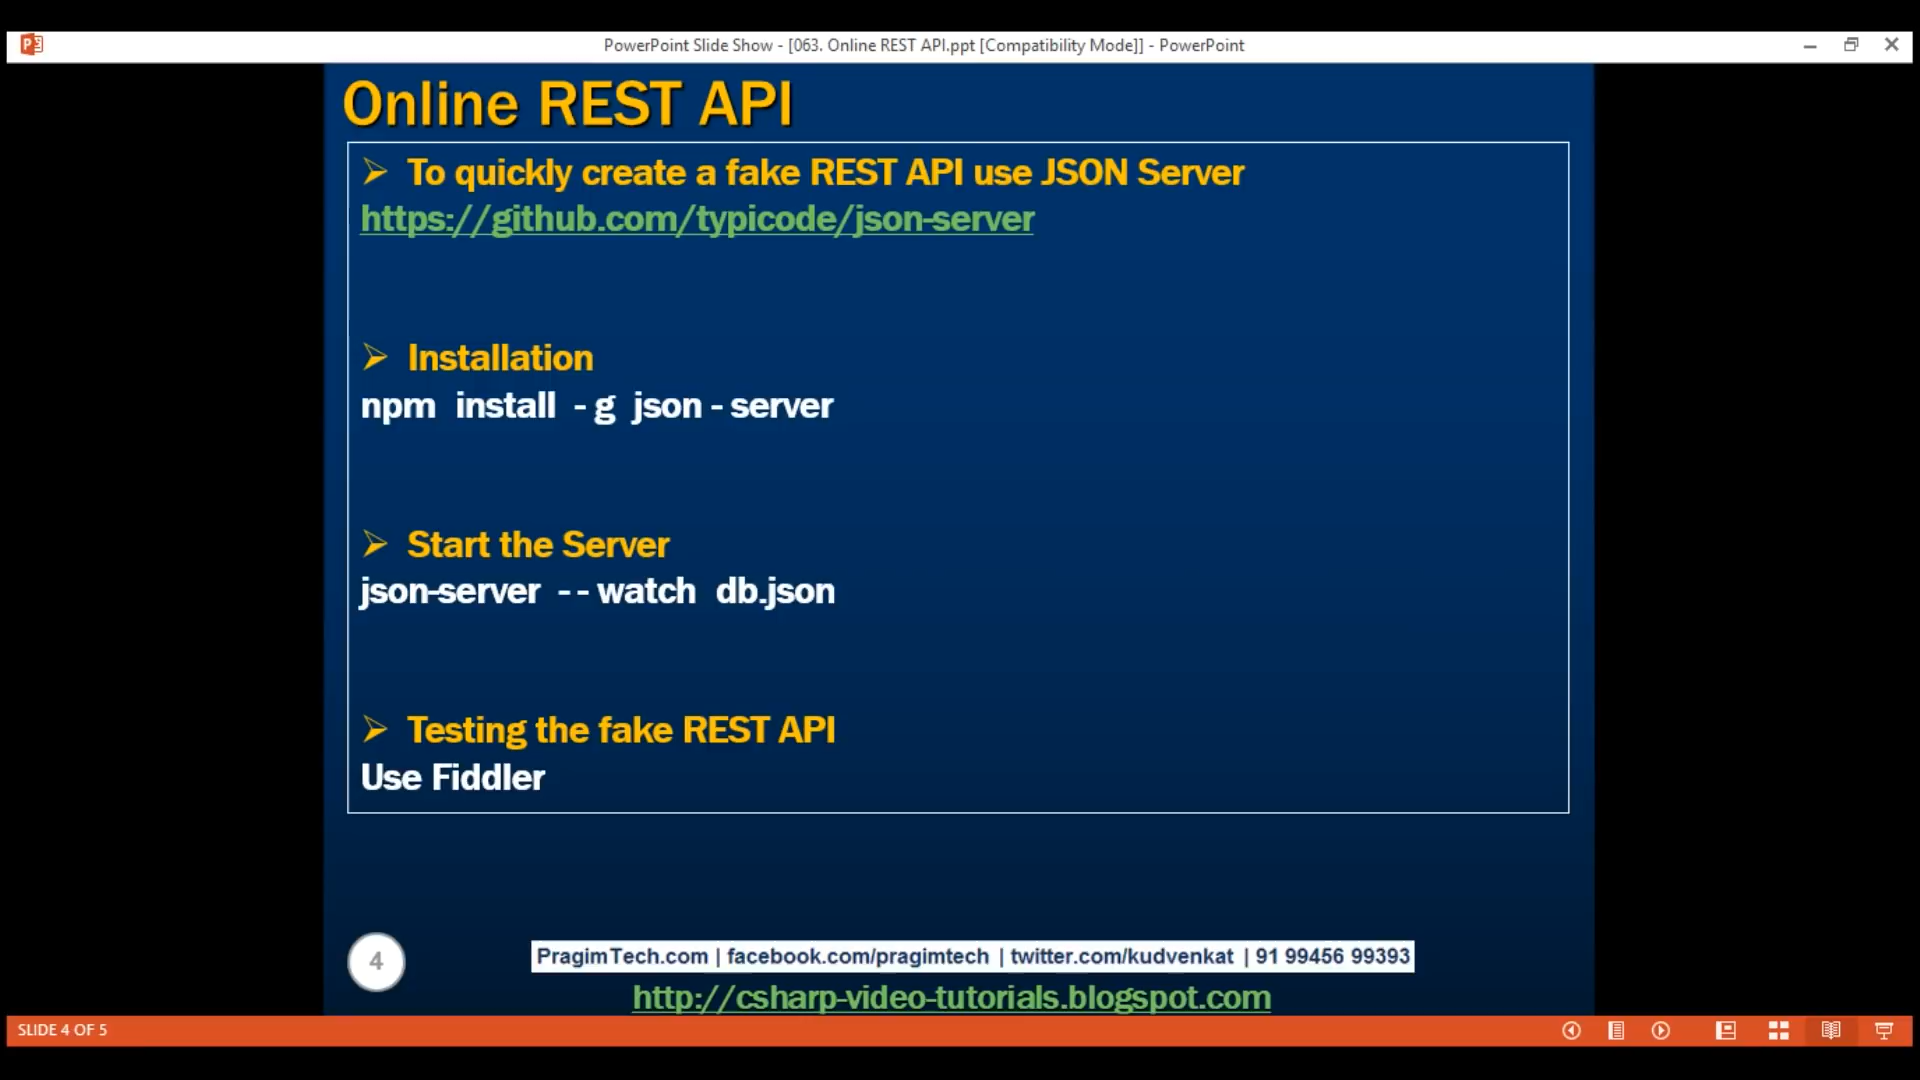 PowerPoint Slide Show - [063. Online REST API.ppt [Compatibility Mode]] - PowerPoint
Online REST API
To quickly create a fake REST API use JSON Server
https://github.com/typicode/json-server
Installation
npm install - g json - server
Start the Server
json-server - - watch db.json
Testing the fake REST API
Use Fiddler
4
PragimTech.com | facebook.com/pragimtech | twitter.com/kudvenkat | 91 99456 99393
http://csharp-video-tutorials.blogspot.com
SLIDE 4 OF 5